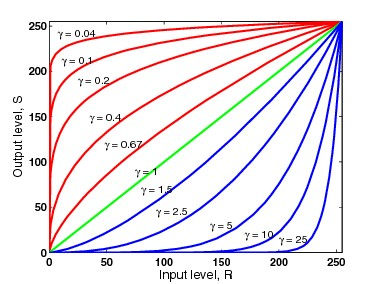 Output level, S
250
200
150
100
50
0
γ = 0.04
γ = 0.1
γ = 0.2
γ = 0.4
γ = 0.67
γ = 1
γ = 1.5
γ = 2.5
γ = 5
γ = 10
γ = 25
0 50 100 150 200 250
Input level, R